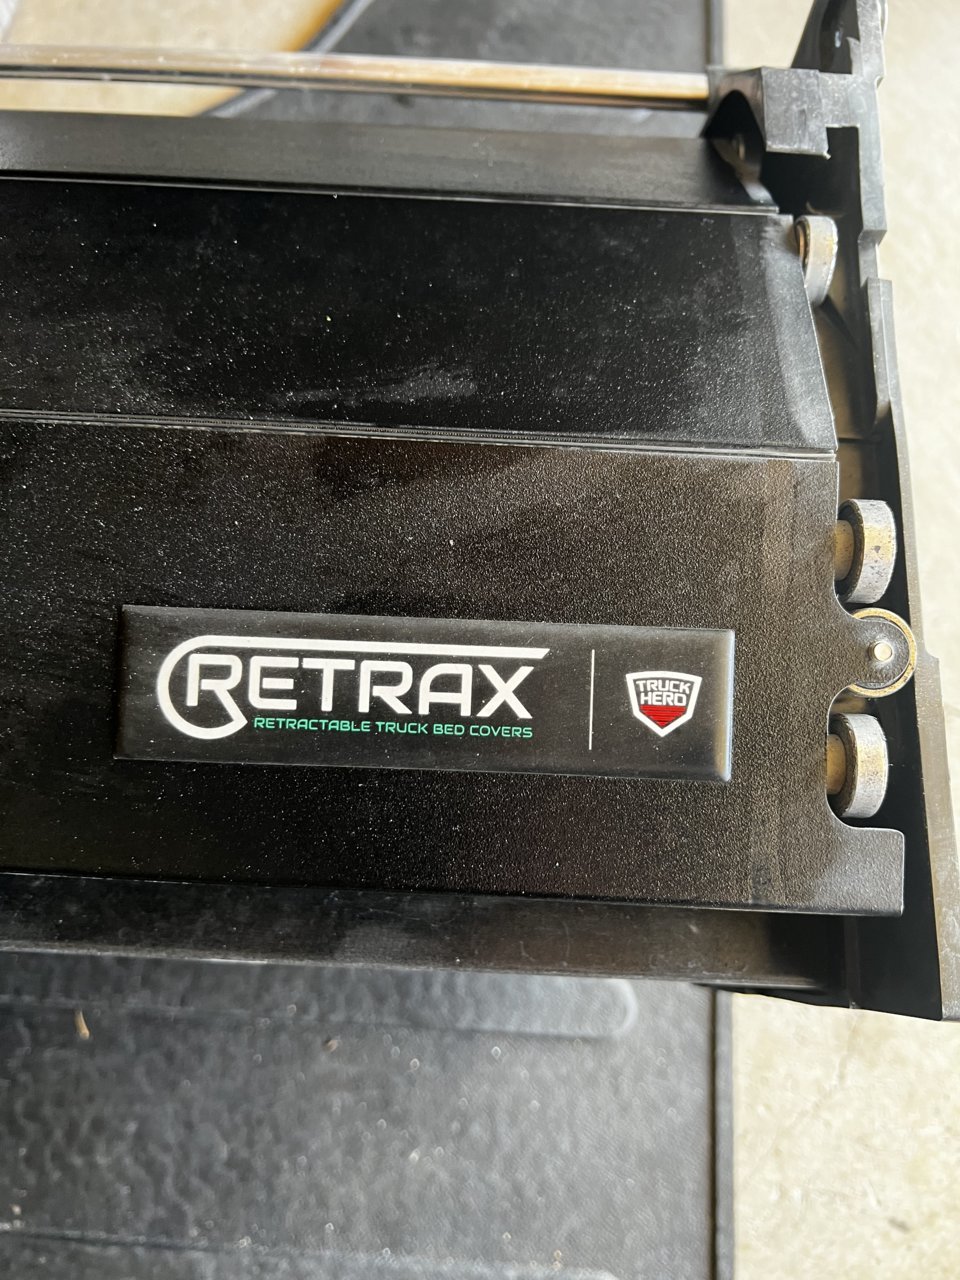 RETRAX
RETRACTABLE TRUCK BED COVERS
TRUCK
HERO